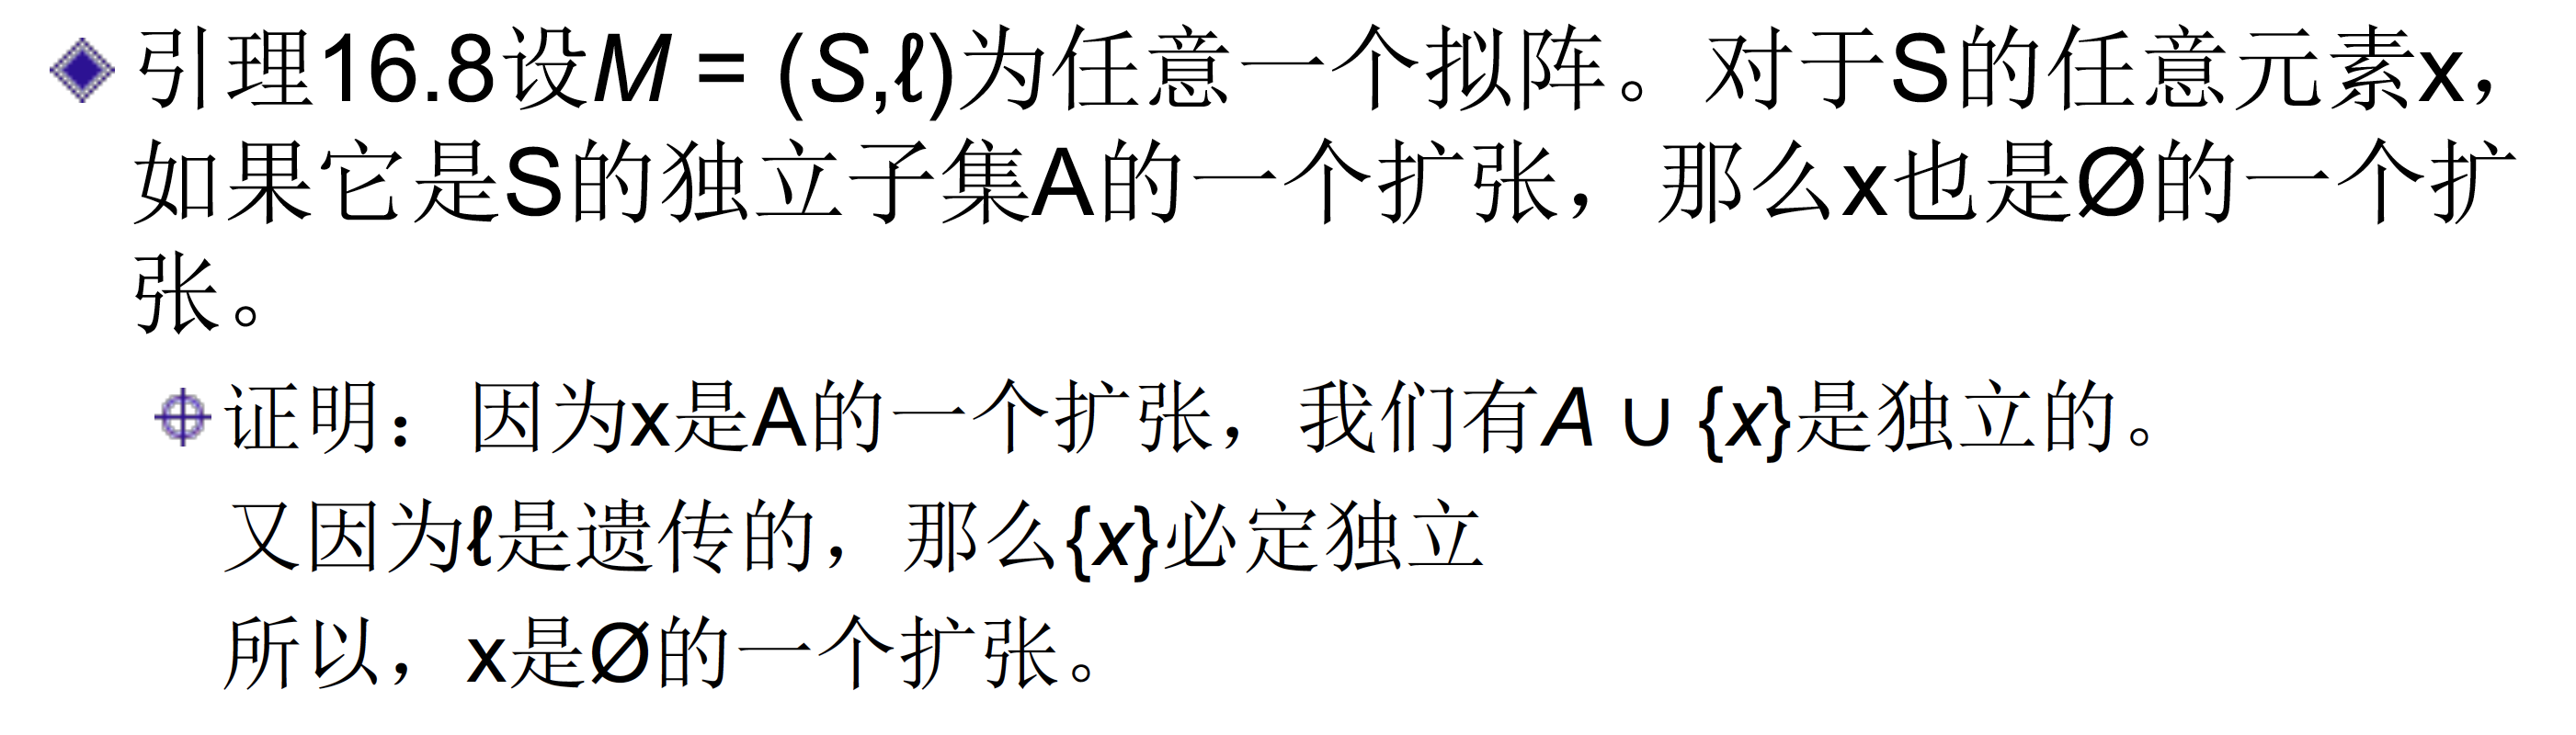 引理16.8设M = (S,ℓ)为任意一个拟阵。对于S的任意元素x，
如果它是S的独立子集A的一个扩张，那么x也是Ø的一个扩
张。
证明：因为x是A的一个扩张，我们有A ∪ {x}是独立的。
又因为ℓ是遗传的，那么{x}必定独立
所以，x是Ø的一个扩张。